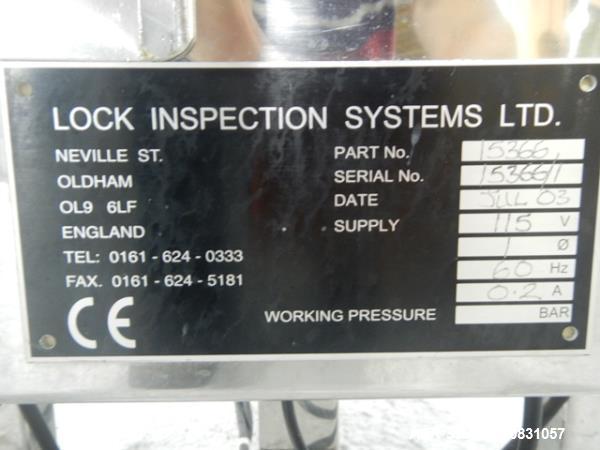 LOCK INSPECTION SYSTEMS LTD.
NEVILLE ST.
OLDHAM
OL9 6LF
ENGLAND
TEL: 0161 - 624 - 0333
FAX. 0161 - 624 - 5181
CE
PART No. 15366
SERIAL No. 15366/1
DATE JUL 03
SUPPLY 115 V
1 Ø
60 Hz
0.2 A
WORKING PRESSURE BAR